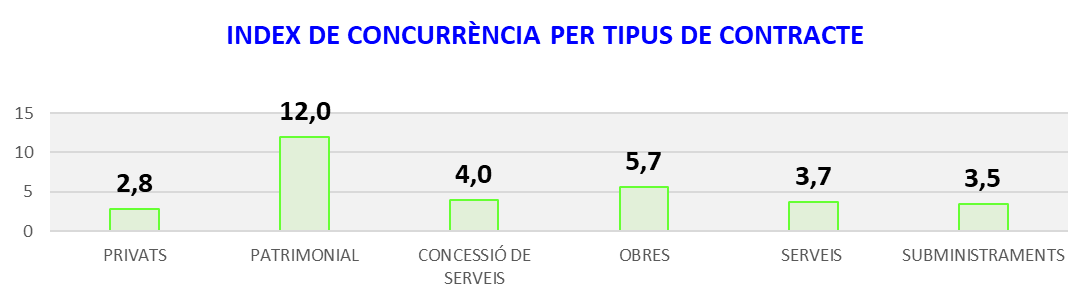 INDEX DE CONCURRÈNCIA PER TIPUS DE CONTRACTE
15
10
5
0
2,8
12,0
4,0
5,7
3,7
3,5
PRIVATS
PATRIMONIAL
CONCESSIÓ DE
SERVEIS
OBRES
SERVEIS
SUBMINISTRAMENTS